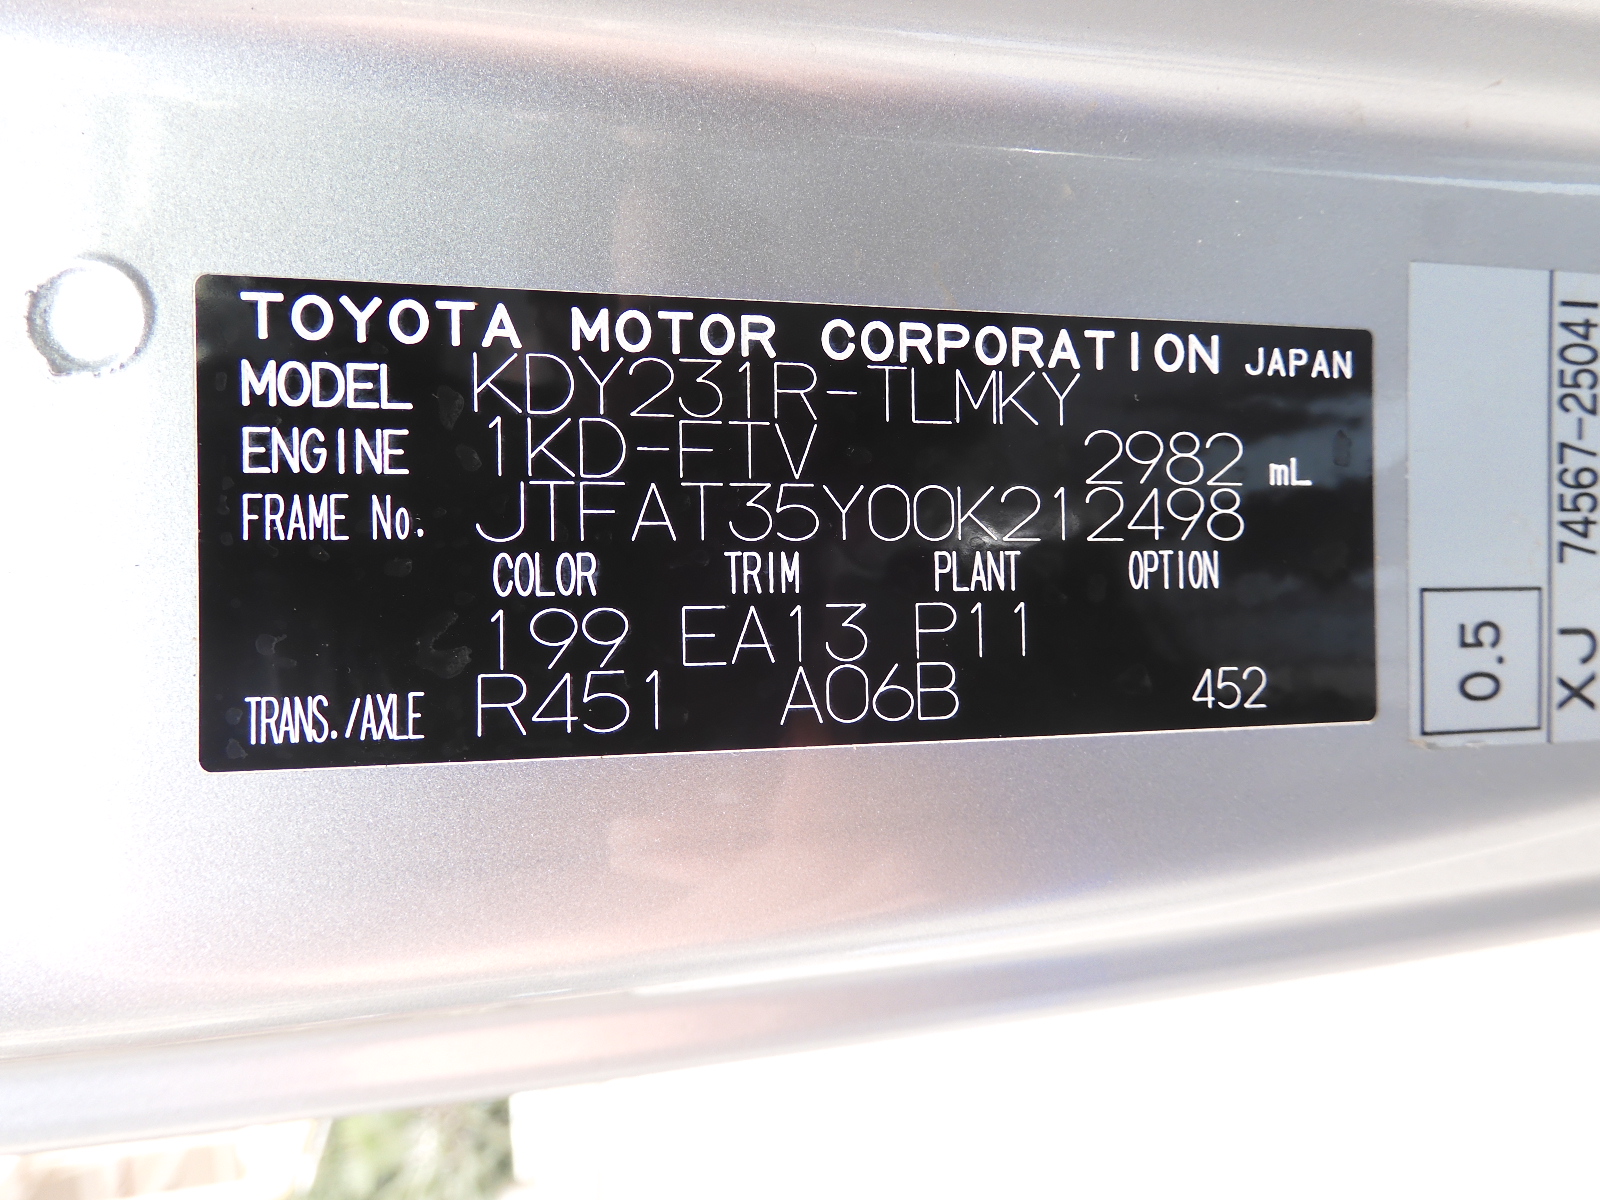 TOYOTA MOTOR CORPORATION JAPAN
MODEL KDY231R-TLMKY
ENGINE 1KD-FTV 2982 mL
FRAME No. JTFAT35Y00K212498
COLOR TRIM PLANT OPTION
199 EA13 P11
TRANS./AXLE R451 A06B 452
0.5
XJ 74567-25041